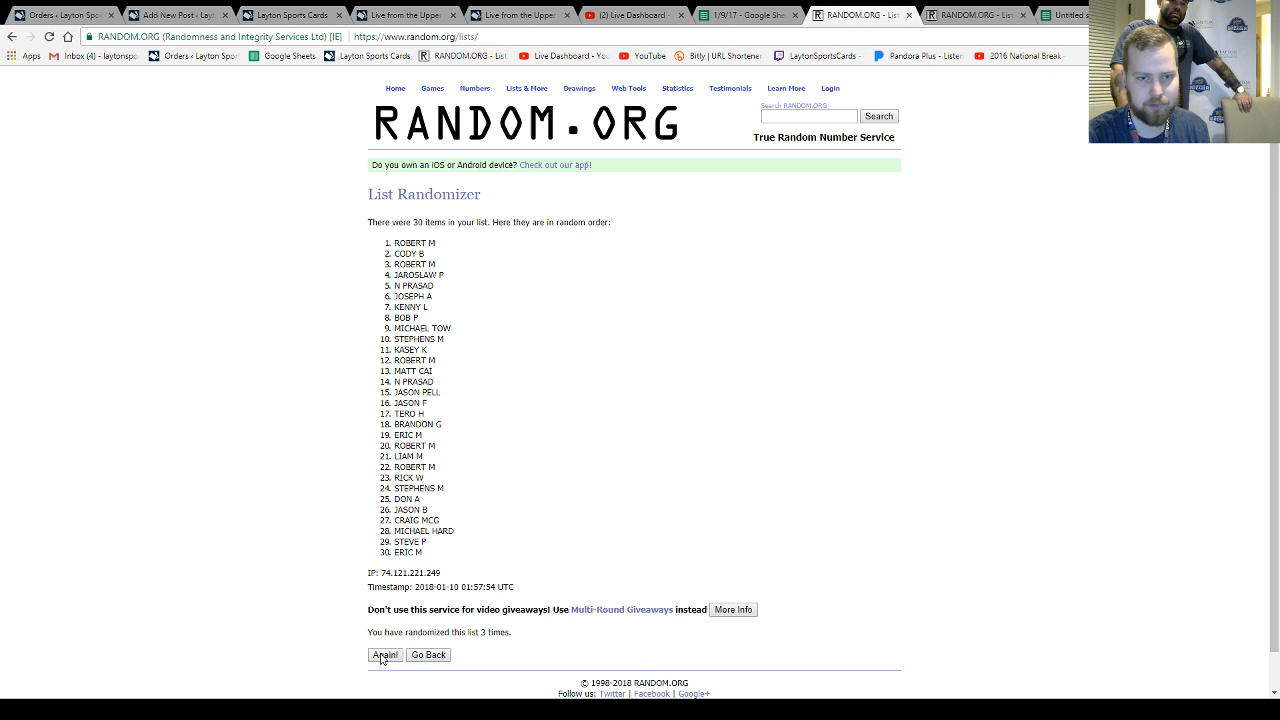 Orders ‹ Layton Spor
Add New Post ‹ Layt
Layton Sports Cards
Live from the Upper
Live from the Upper
(2) Live Dashboard -
1/9/17 - Google Shee
RANDOM.ORG - List
RANDOM.ORG - List
Untitled s
RANDOM.ORG (Randomness and Integrity Services Ltd) [IE] https://www.random.org/lists/
Apps Inbox (4) - laytonspo Orders ‹ Layton Spor Google Sheets Layton Sports Cards RANDOM.ORG - List Live Dashboard - You YouTube Bitly | URL Shortener LaytonSportsCards - Pandora Plus - Listen 2016 National Break
Home Games Numbers Lists & More Drawings Web Tools Statistics Testimonials Learn More Login
RANDOM.ORG
Search RANDOM.ORG
Search
True Random Number Service
Do you own an iOS or Android device? Check out our app!
List Randomizer
There were 30 items in your list. Here they are in random order:
1. ROBERT M
2. CODY B
3. ROBERT M
4. JAROSLAW P
5. N PRASAD
6. JOSEPH A
7. KENNY L
8. BOB P
9. MICHAEL TOW
10. STEPHENS M
11. KASEY K
12. ROBERT M
13. MATT CAI
14. N PRASAD
15. JASON PELL
16. JASON F
17. TERO H
18. BRANDON G
19. ERIC M
20. ROBERT M
21. LIAM M
22. ROBERT M
23. RICK W
24. STEPHENS M
25. DON A
26. JASON B
27. CRAIG MCG
28. MICHAEL HARD
29. STEVE P
30. ERIC M
IP: 74.121.221.249
Timestamp: 2018-01-10 01:57:54 UTC
Don't use this service for video giveaways! Use Multi-Round Giveaways instead More Info
You have randomized this list 3 times.
Again! Go Back
© 1998-2018 RANDOM.ORG
Follow us: Twitter | Facebook | Google+